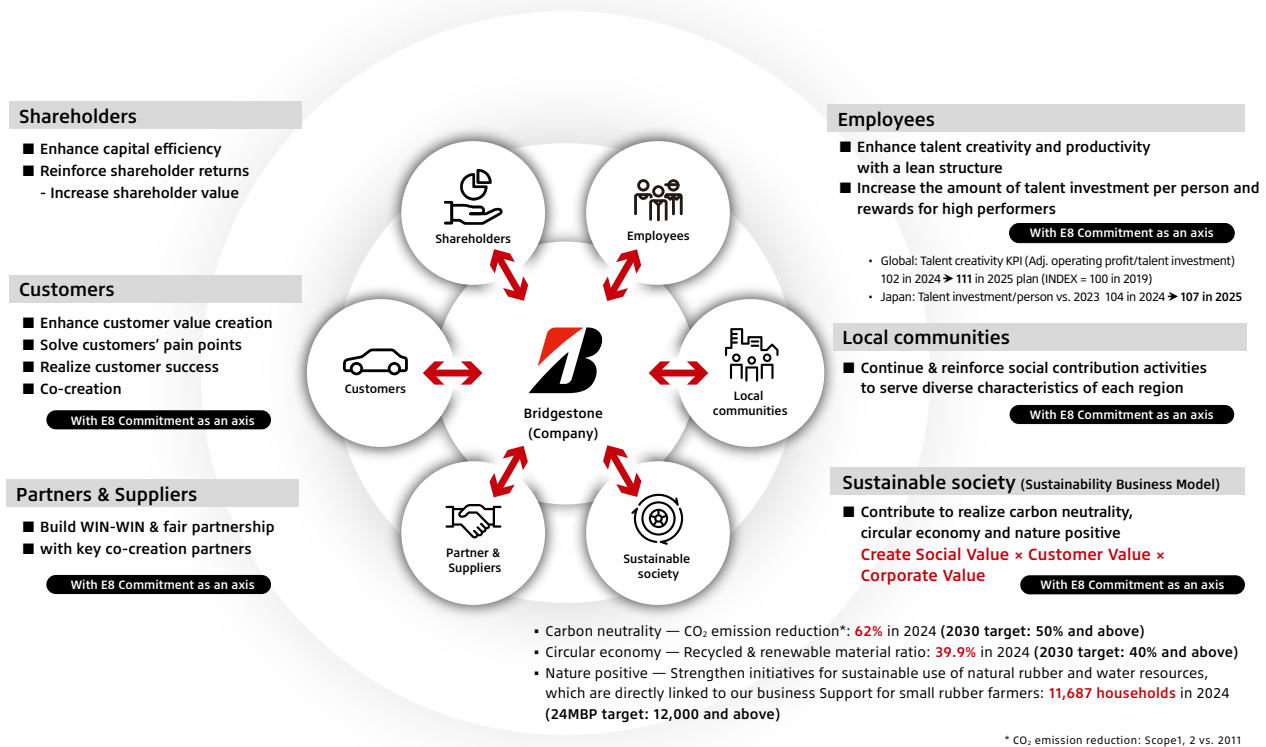 Shareholders
■ Enhance capital efficiency
■ Reinforce shareholder returns
- Increase shareholder value
Customers
■ Enhance customer value creation
■ Solve customers’ pain points
■ Realize customer success
■ Co-creation
With E8 Commitment as an axis
Partners & Suppliers
■ Build WIN-WIN & fair partnership
■ with key co-creation partners
With E8 Commitment as an axis
Shareholders
Employees
Customers
Bridgestone
(Company)
Local
communities
Partner &
Suppliers
Sustainable
society
Employees
■ Enhance talent creativity and productivity
with a lean structure
■ Increase the amount of talent investment per person and
rewards for high performers
With E8 Commitment as an axis
・ Global: Talent creativity KPI (Adj. operating profit/talent investment)
102 in 2024 ➔ 111 in 2025 plan (INDEX = 100 in 2019)
・ Japan: Talent investment/person vs. 2023 104 in 2024 ➔ 107 in 2025
Local communities
■ Continue & reinforce social contribution activities
to serve diverse characteristics of each region
With E8 Commitment as an axis
Sustainable society (Sustainability Business Model)
■ Contribute to realize carbon neutrality,
circular economy and nature positive
Create Social Value × Customer Value ×
Corporate Value
With E8 Commitment as an axis
▪ Carbon neutrality — CO₂ emission reduction*: 62% in 2024 (2030 target: 50% and above)
▪ Circular economy — Recycled & renewable material ratio: 39.9% in 2024 (2030 target: 40% and above)
▪ Nature positive — Strengthen initiatives for sustainable use of natural rubber and water resources,
which are directly linked to our business Support for small rubber farmers: 11,687 households in 2024
(24MBP target: 12,000 and above)
* CO₂ emission reduction: Scope1, 2 vs. 2011